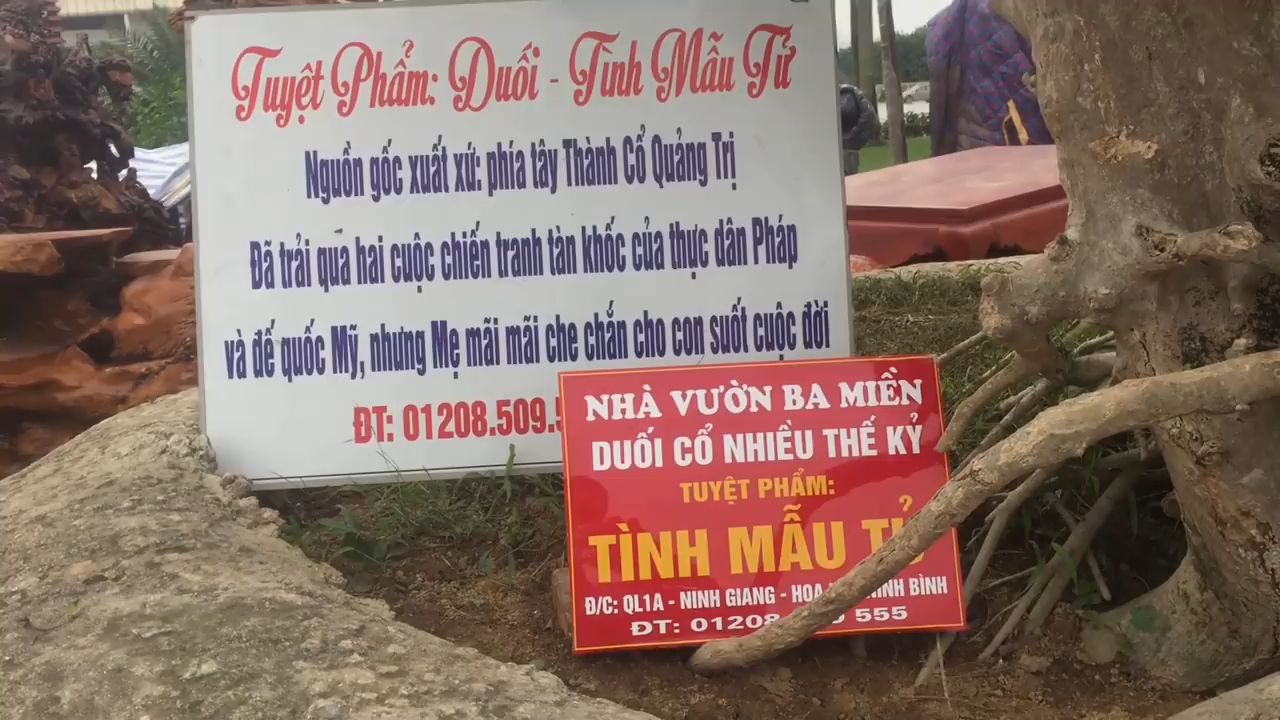 Tuyệt Phẩm: Duối - Tình Mẫu Tử
Nguồn gốc xuất xứ: phía tây Thành Cổ Quảng Trị
Đã trải qua hai cuộc chiến tranh tàn khốc của thực dân Pháp
và đế quốc Mỹ, nhưng Mẹ mãi mãi che chắn cho con suốt cuộc đời
ĐT: 01208.509.
NHÀ VƯỜN BA MIỀN
DUỐI CỔ NHIỀU THẾ KỶ
TUYỆT PHẨM:
TÌNH MẪU TỬ
Đ/C: QL1A - NINH GIANG - HOA NINH BÌNH
ĐT: 01208 555